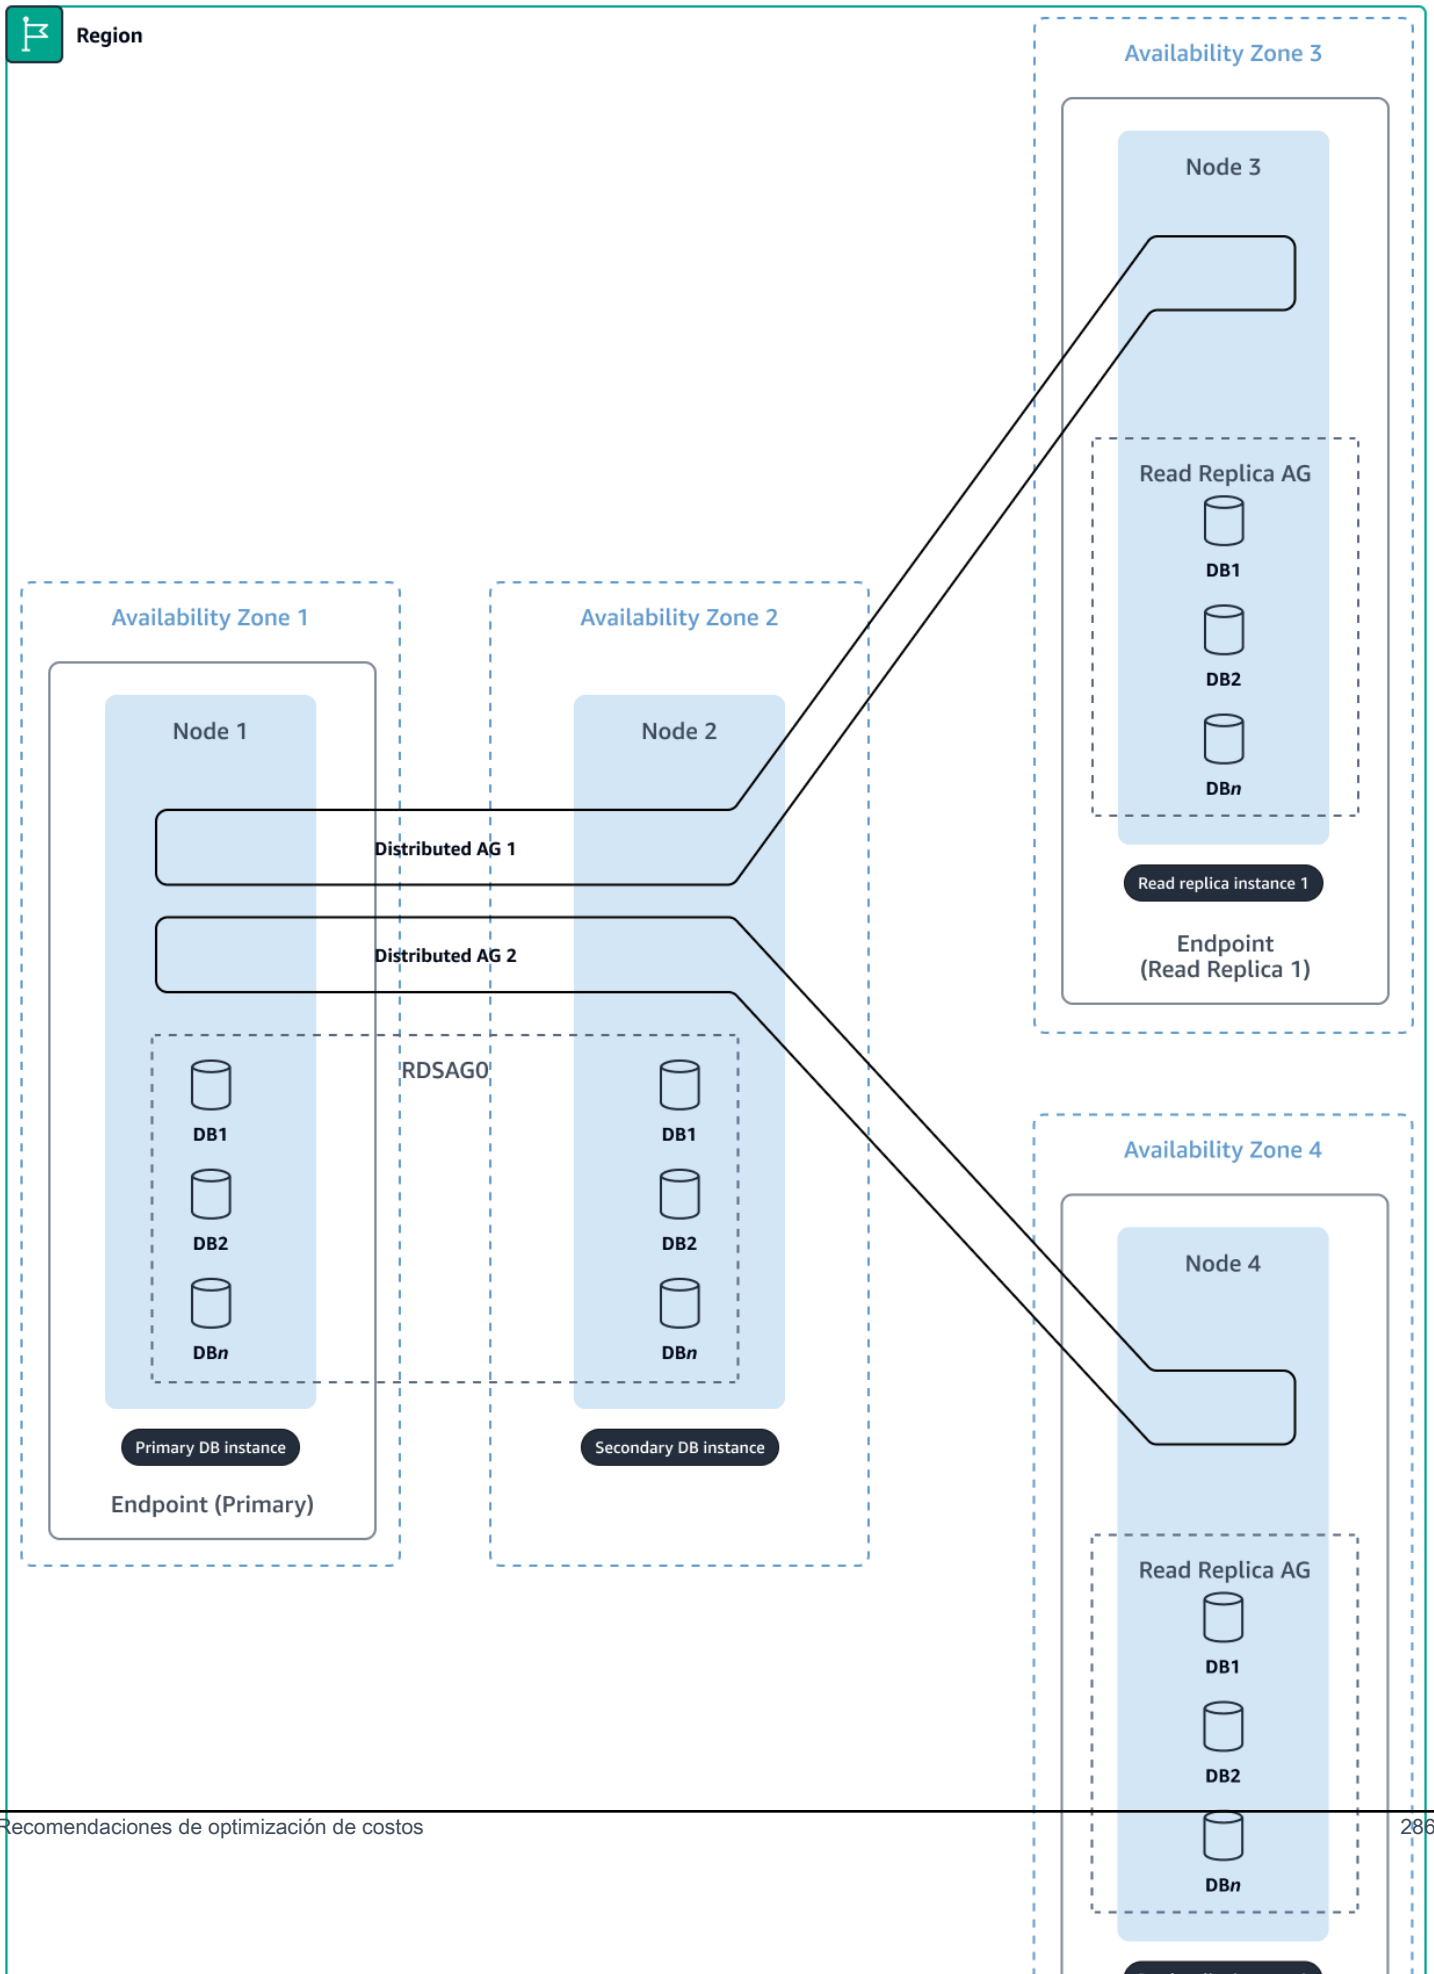 Region
Availability Zone 3
Node 3
Read Replica AG
DB1
DB2
DBn
Read replica instance 1
Endpoint
(Read Replica 1)
Availability Zone 1
Node 1
Availability Zone 2
Node 2
Distributed AG 1
Distributed AG 2
RDSAG0
DB1
DB2
DBn
Primary DB instance
Endpoint (Primary)
DB1
DB2
DBn
Secondary DB instance
Availability Zone 4
Node 4
Read Replica AG
DB1
DB2
DBn
Recomendaciones de optimización de costos
286